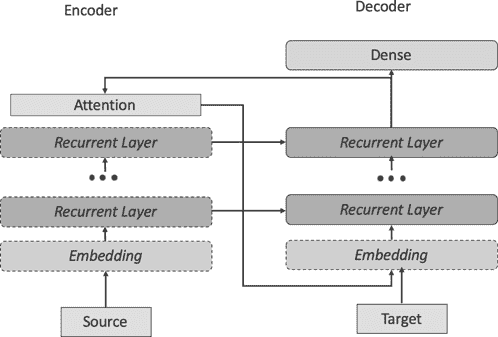 Encoder
Decoder
Dense
Attention
Recurrent Layer
Recurrent Layer
Recurrent Layer
Recurrent Layer
Embedding
Embedding
Source
Target